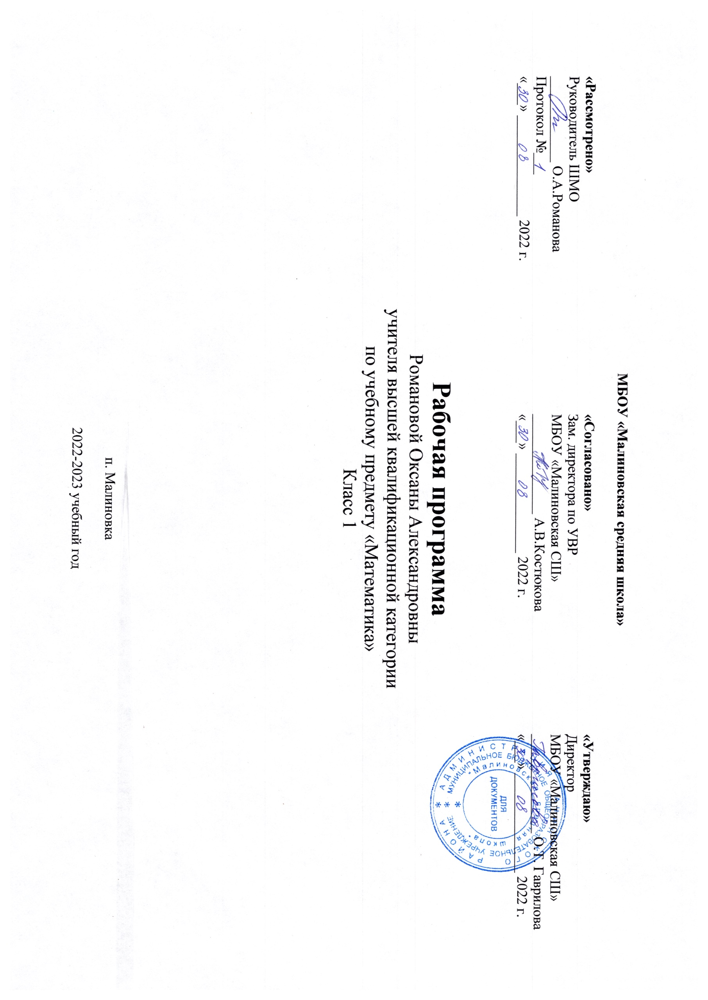 МБОУ «Малиновская средняя школа»
«Рассмотрено»
Руководитель ШМО
О.А.Романова
Протокол № 1
«30» 08 2022 г.
«Согласовано»
Зам. директора по УВР
МБОУ «Малиновская СШ»
А.В.Костюкова
«30» 08 2022 г.
«Утверждаю»
Директор
МБОУ «Малиновская СШ»
О.Т. Гаврилова
«30» 08 2022 г.
АДМИНИСТРАЦИЯ РАЙОНА
МУНИЦИПАЛЬНОЕ БЮДЖЕТНОЕ ОБЩЕОБРАЗОВАТЕЛЬНОЕ УЧРЕЖДЕНИЕ
"Малиновская средняя школа"
ДЛЯ
ДОКУМЕНТОВ
Рабочая программа
Романовой Оксаны Александровны
учителя высшей квалификационной категории
по учебному предмету «Математика»
Класс 1
п. Малиновка
2022-2023 учебный год